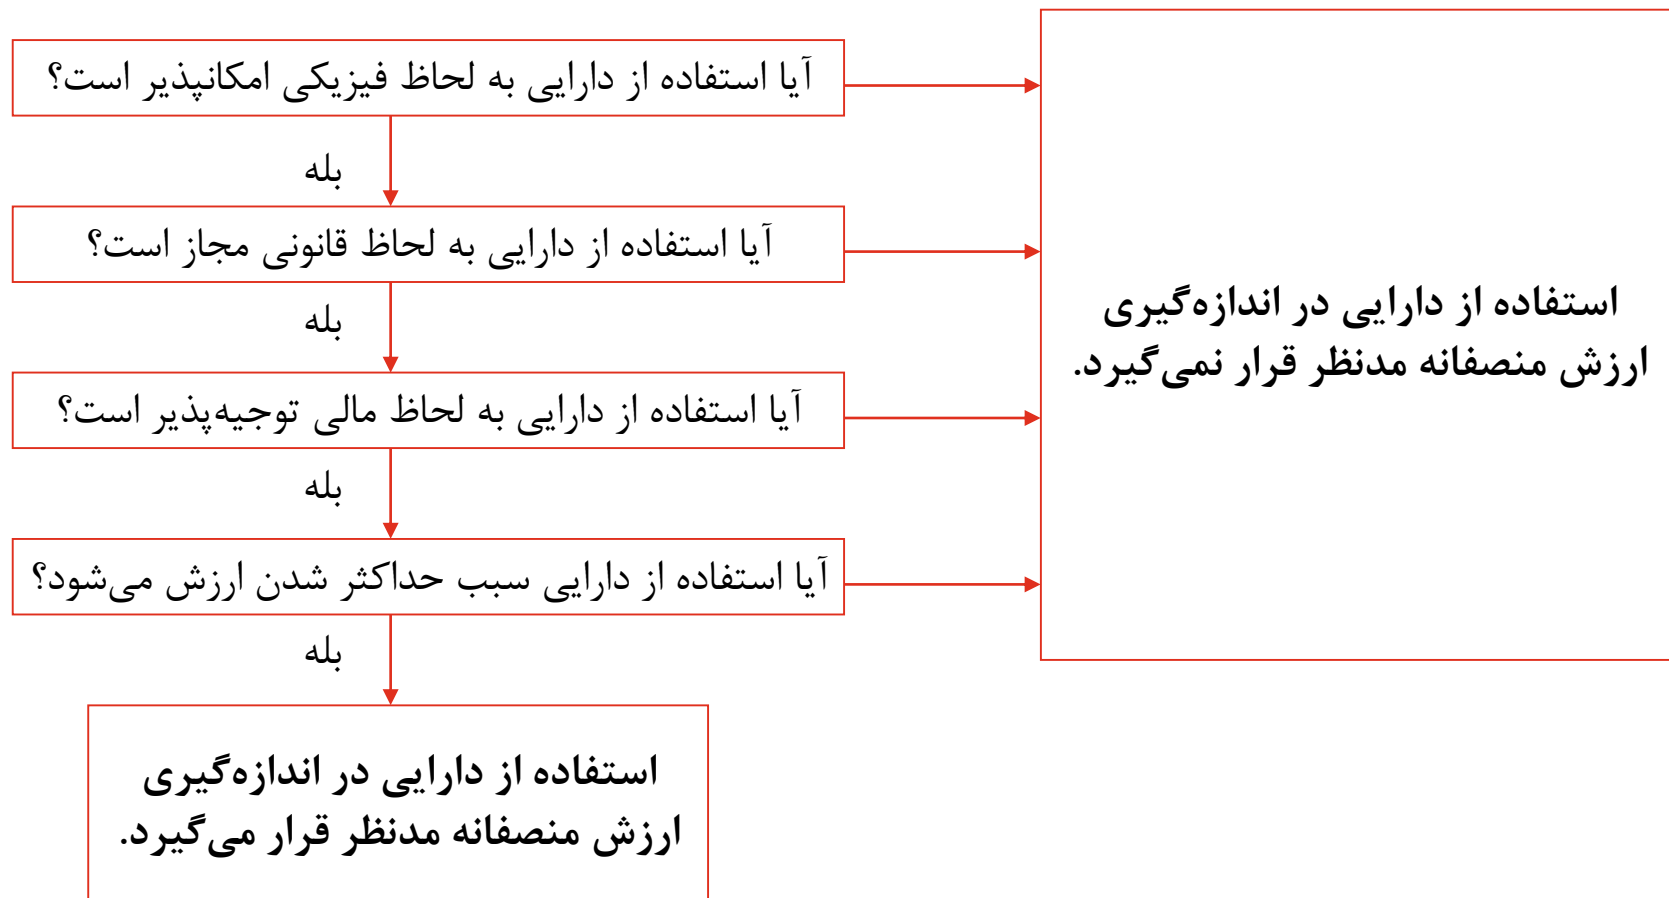 آیا استفاده از دارایی به لحاظ فیزیکی امکانپذیر است؟
بله
آیا استفاده از دارایی به لحاظ قانونی مجاز است؟
بله
آیا استفاده از دارایی به لحاظ مالی توجیه‌پذیر است؟
بله
آیا استفاده از دارایی سبب حداکثر شدن ارزش می‌شود؟
بله
استفاده از دارایی در اندازه‌گیری
ارزش منصفانه مدنظر قرار می‌گیرد.
استفاده از دارایی در اندازه‌گیری
ارزش منصفانه مدنظر قرار نمی‌گیرد.